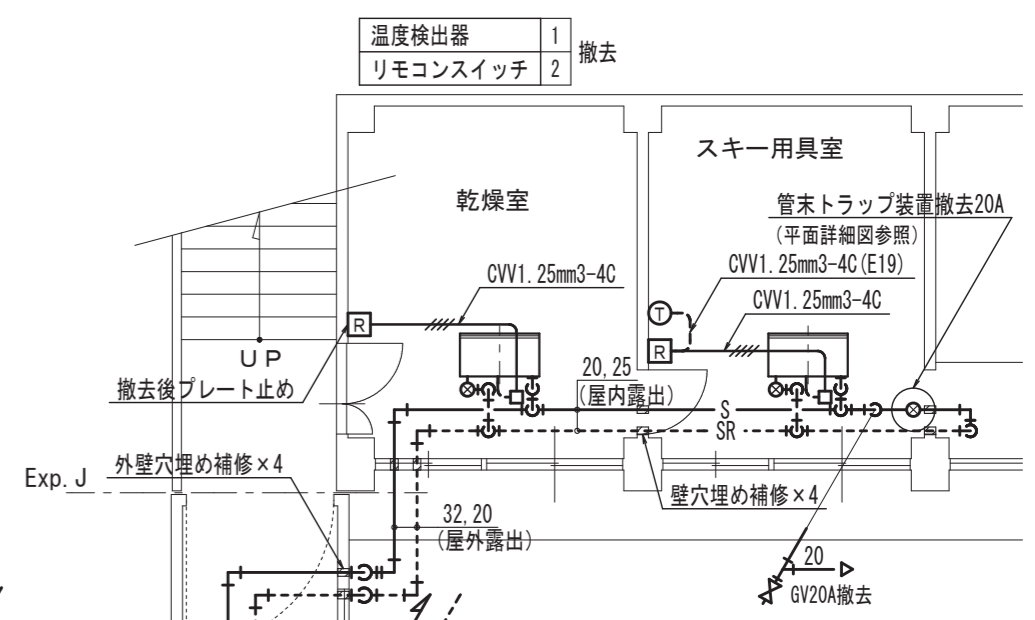 温度検出器 1
リモコンスイッチ 2
撤去
スキー用具室
乾燥室
管末トラップ装置撤去20A
(平面詳細図参照)
CVV1.25mm3-4C(E19)
CVV1.25mm3-4C
CVV1.25mm3-4C
T
R
R
UP
撤去後プレート止め
20,25
(屋内露出)
S
SR
外壁穴埋め補修×4
Exp.J
壁穴埋め補修×4
32,20
(屋外露出)
20
GV20A撤去